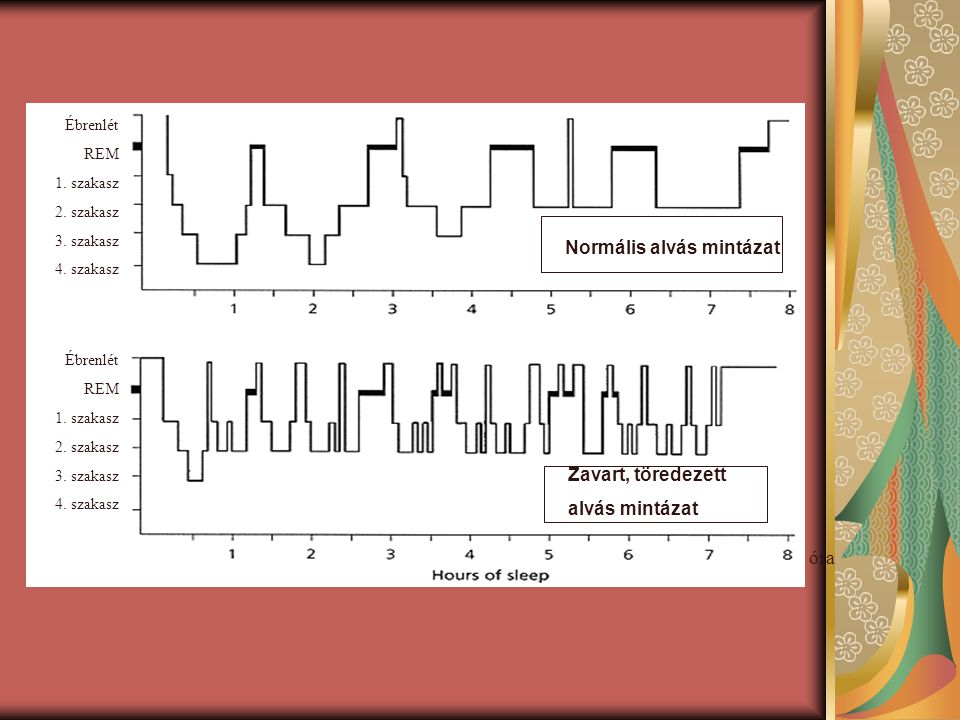 Ébrenlét
REM
1. szakasz
2. szakasz
3. szakasz
4. szakasz
Normális alvás mintázat
1 2 3 4 5 6 7 8
Ébrenlét
REM
1. szakasz
2. szakasz
3. szakasz
4. szakasz
Zavart, töredezett
alvás mintázat
1 2 3 4 5 6 7 8
óra
Hours of sleep